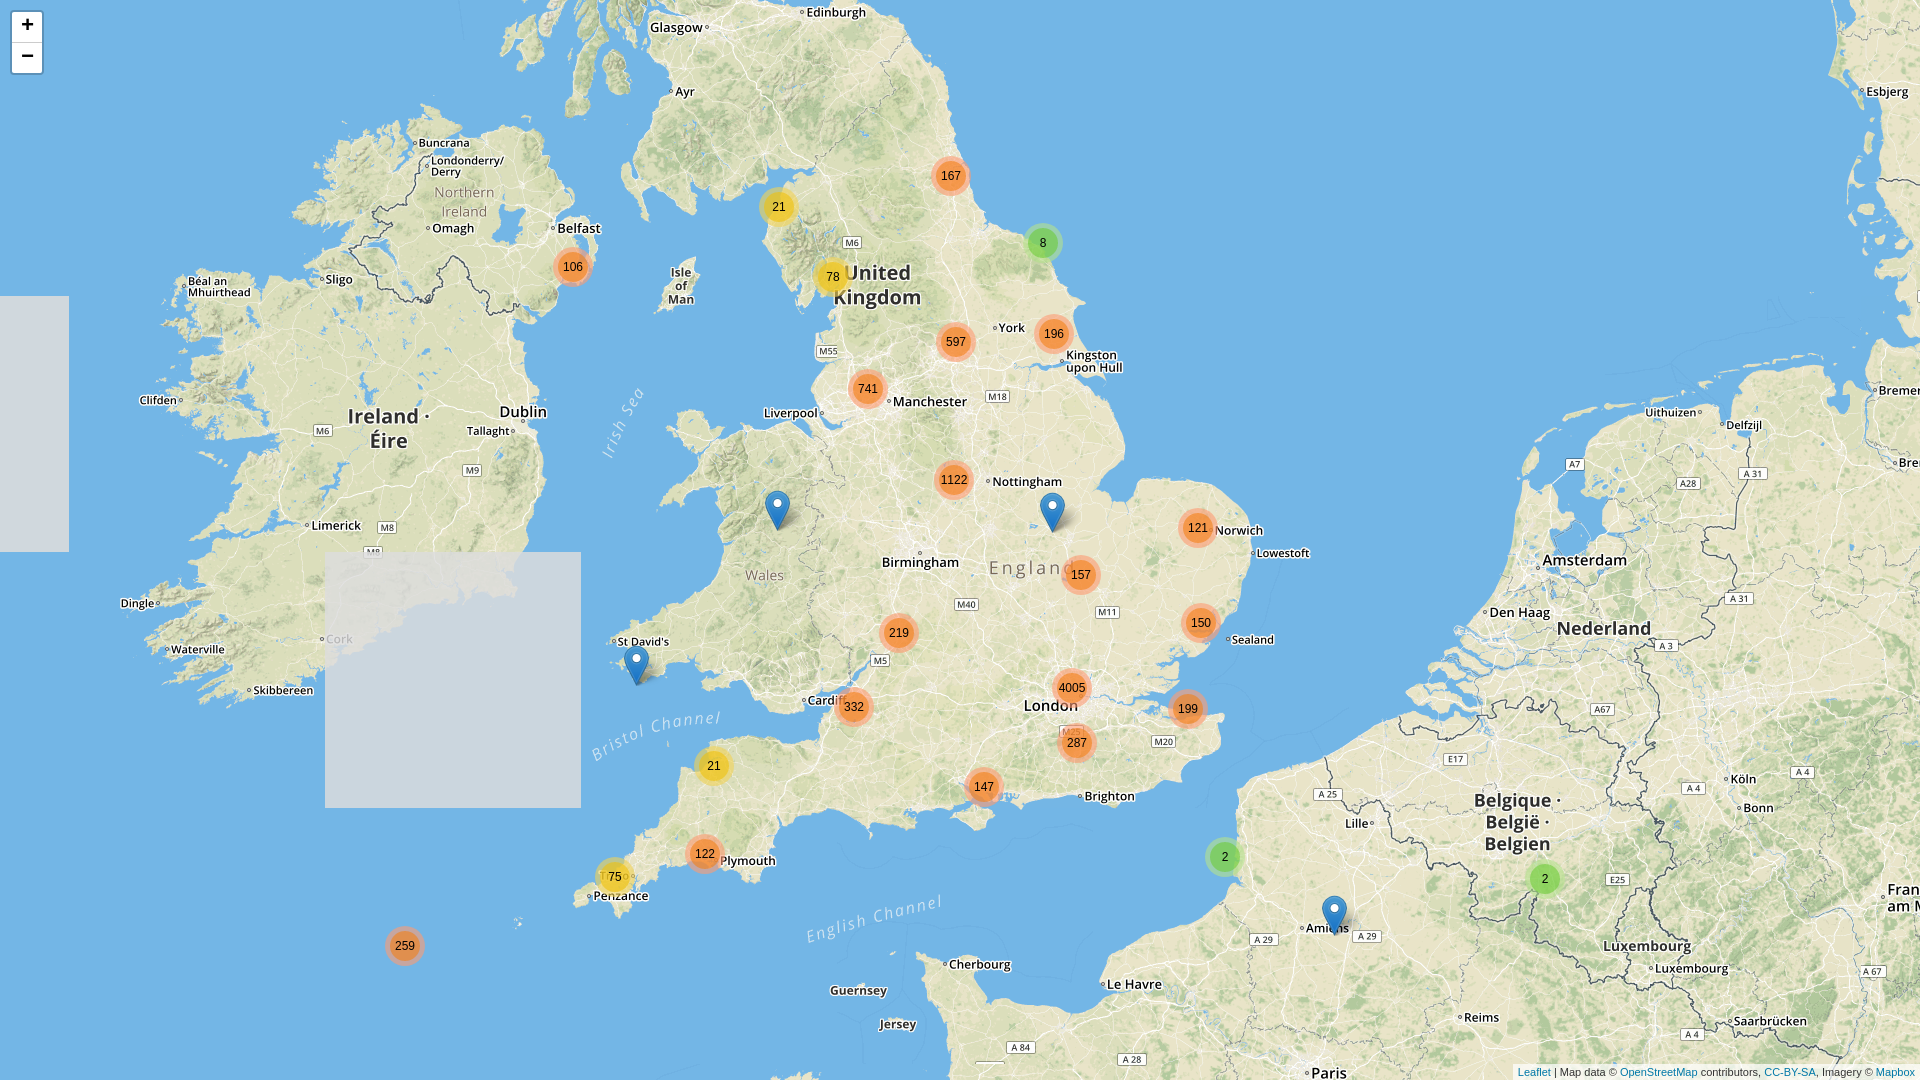 +
−
Glasgow
Edinburgh
Ayr
Esbjerg
Buncrana
Londonderry/
Derry
Northern
Ireland
Omagh
Belfast
106
167
21
8
M6
78
United
Kingdom
Isle
of
Man
Sligo
Béal an
Mhuirthead
York
196
597
M55
Kingston
upon Hull
741
Manchester
M18
Liverpool
Irish Sea
Clifden
Ireland ·
Éire
Dublin
Tallaght
M6
M9
Uithuizen
Delfzijl
Bremer
A7
A 31
A28
Bre
1122
Nottingham
Limerick
M8
M8
121
Norwich
Lowestoft
Birmingham
England
157
Wales
Amsterdam
Dingle
M40
M11
A 31
Den Haag
Nederland
219
150
Sealand
Cork
St David's
Waterville
M5
A 3
Skibbereen
4005
Cardiff
332
London
199
A67
Bristol Channel
M25
287
M20
E17
21
147
Brighton
A 25
Köln
A 4
A 4
Bonn
Belgique ·
België ·
Belgien
Lille
122
Plymouth
2
75
Penzance
2
E25
Fran
am M
English Channel
Amiens
A 29
A 29
259
Luxembourg
Luxembourg
A 67
Cherbourg
Le Havre
Guernsey
Jersey
Reims
Saarbrücken
A 4
A 84
A 28
Paris
Leaflet | Map data © OpenStreetMap contributors, CC-BY-SA, Imagery © Mapbox